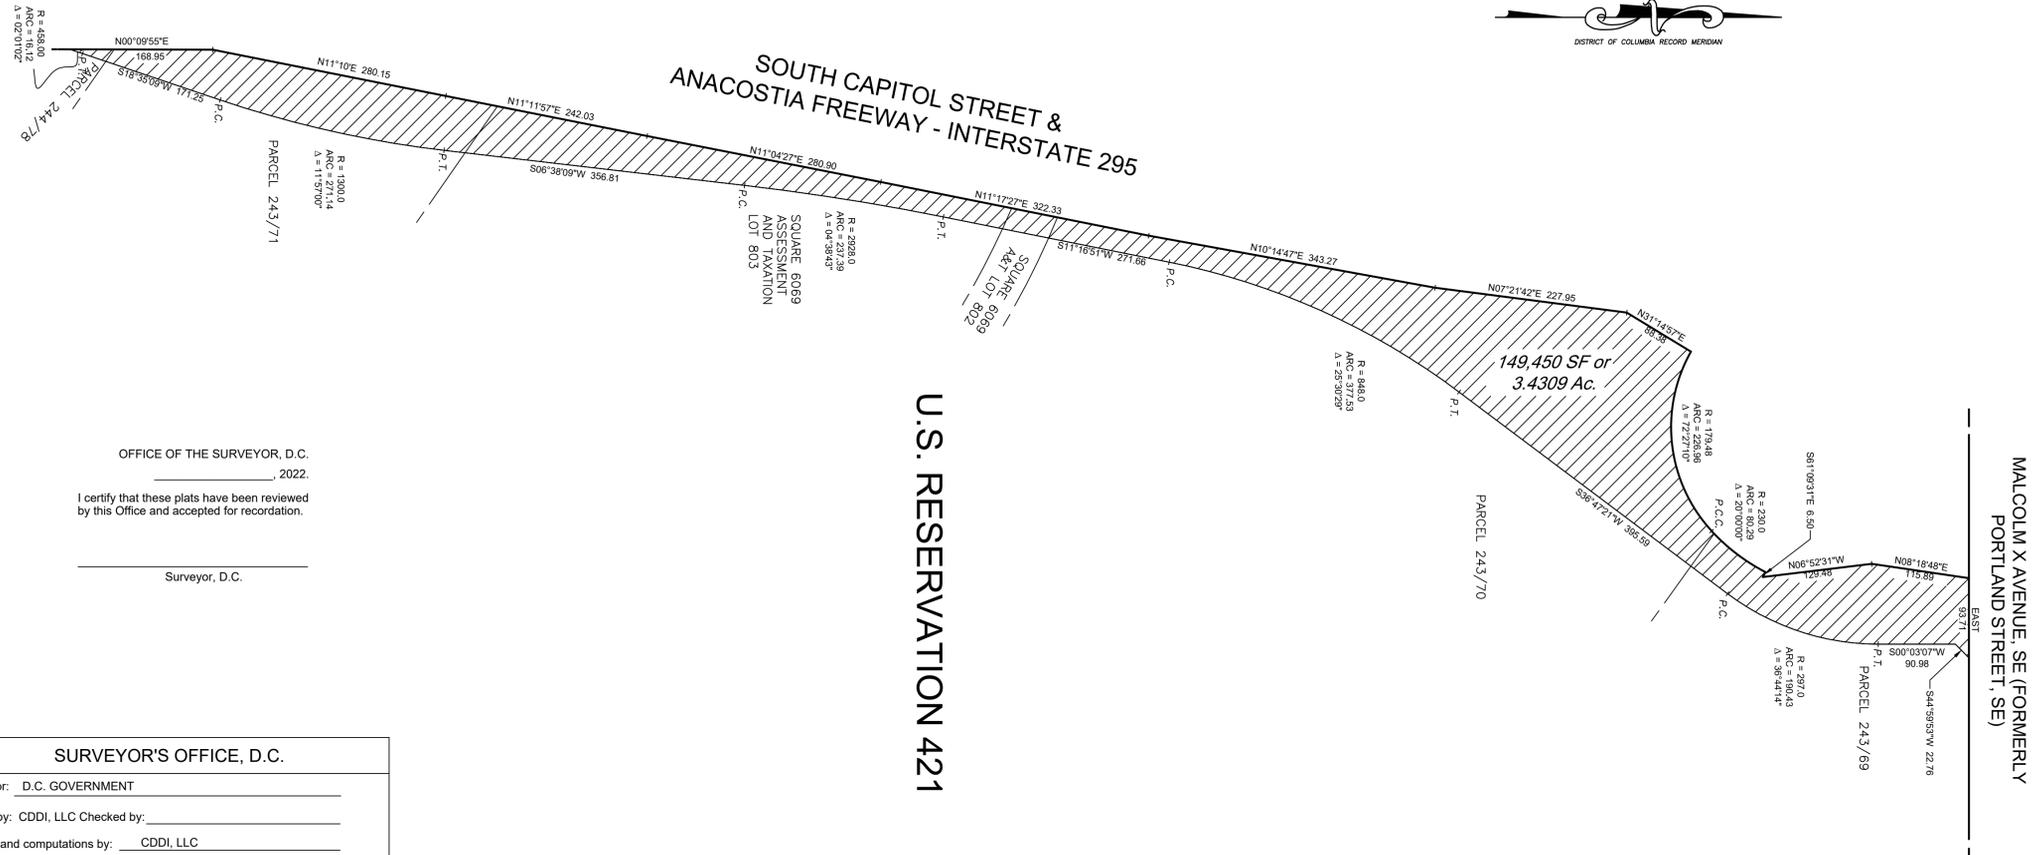 DISTRICT OF COLUMBIA RECORD MERIDIAN
R = 458.00
ARC = 16.12
Δ = 02°01'02"
P.T.
PARCEL 244/78
N00°09'55"E
168.95
S18°35'09"W 171.25
P.C.
N11°10'E 280.15
R = 1300.0
ARC = 271.14
Δ = 11°57'00"
PARCEL 243/71
P.T.
N11°11'57"E 242.03
S06°38'09"W 356.81
SOUTH CAPITOL STREET &
ANACOSTIA FREEWAY - INTERSTATE 295
N11°04'27"E 280.90
P.C.
SQUARE 6069
ASSESSMENT
AND TAXATION
LOT 803
R = 2928.0
ARC = 237.39
Δ = 04°38'43"
P.T.
N11°17'27"E 322.33
SQUARE 6069
A&T LOT 802
S11°16'51"W 271.66
P.C.
N10°14'47"E 343.27
R = 848.0
ARC = 377.53
Δ = 25°30'29"
P.T.
N07°21'42"E 227.95
N31°14'57"E
88.38
149,450 SF or
3.4309 Ac.
R = 179.48
ARC = 226.96
Δ = 72°27'10"
P.C.C.
R = 230.0
ARC = 80.29
Δ = 20°00'00"
S61°09'31"E 6.50
S36°47'21"W 395.59
PARCEL 243/70
P.C.
N06°52'31"W
129.48
N08°18'48"E
115.89
EAST
93.71
R = 297.0
ARC = 190.43
Δ = 36°44'14"
P.T.
S00°03'07"W
90.98
PARCEL 243/69
S44°59'53"W 22.76
MALCOLM X AVENUE, SE (FORMERLY
PORTLAND STREET, SE)
U.S. RESERVATION 421
OFFICE OF THE SURVEYOR, D.C.
, 2022.
I certify that these plats have been reviewed
by this Office and accepted for recordation.
Surveyor, D.C.
SURVEYOR'S OFFICE, D.C.
or: D.C. GOVERNMENT
by: CDDI, LLC Checked by:
and computations by: CDDI, LLC